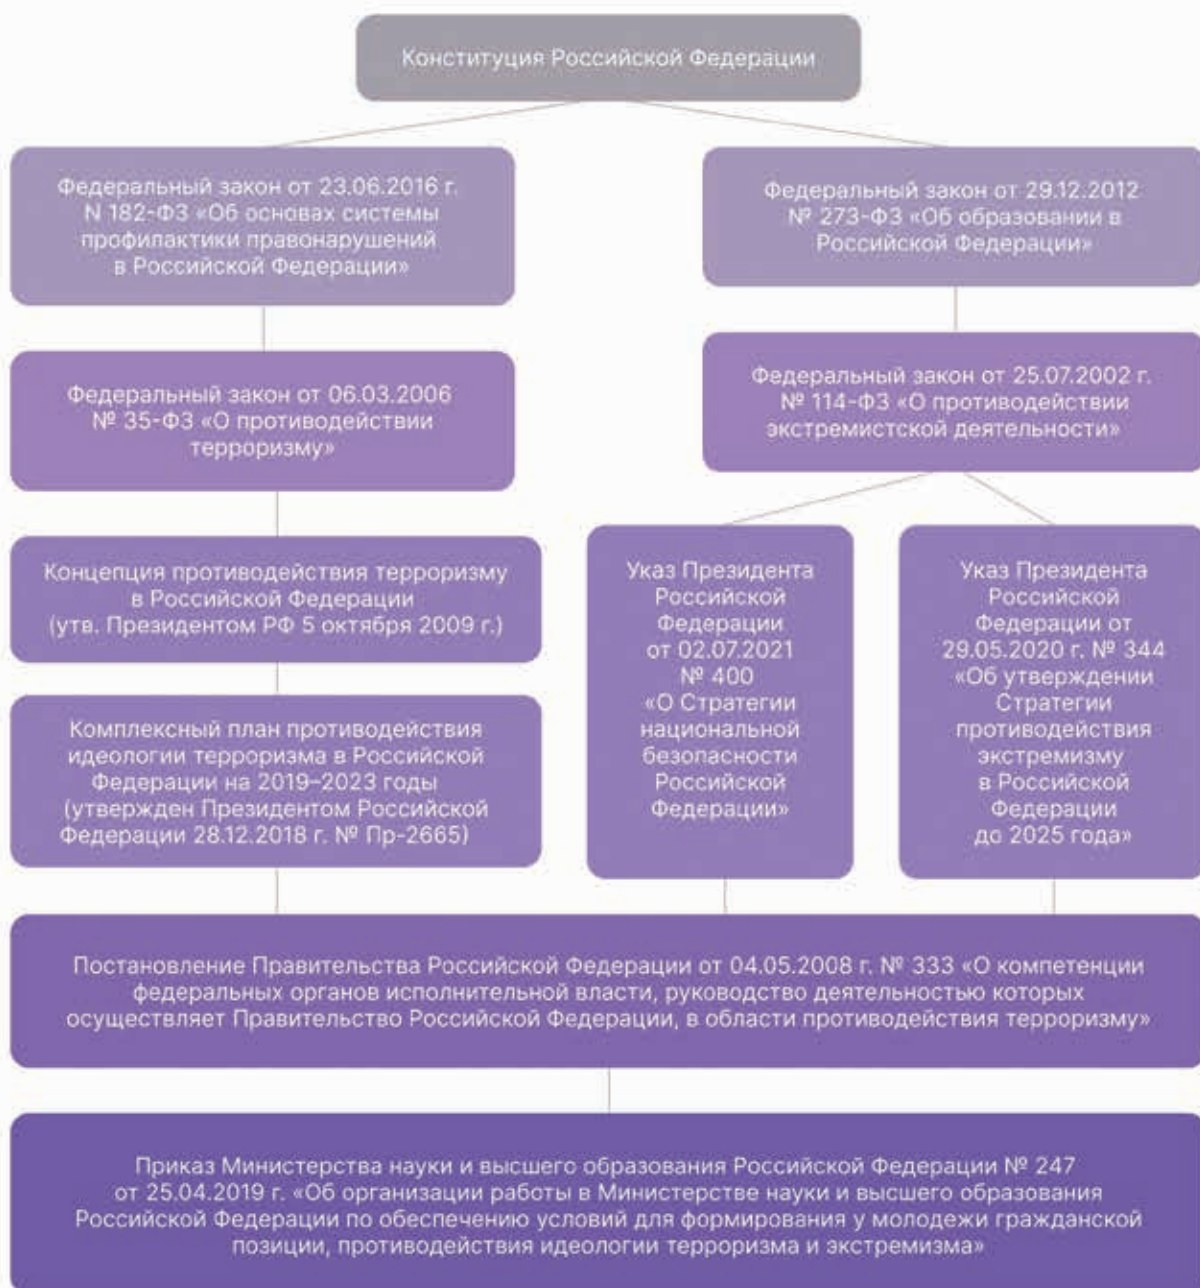 Конституция Российской Федерации
Федеральный закон от 23.06.2016 г.
N 182-ФЗ «Об основах системы
профилактики правонарушений
в Российской Федерации»
Федеральный закон от 29.12.2012
№ 273-ФЗ «Об образовании в
Российской Федерации»
Федеральный закон от 06.03.2006
№ 35-ФЗ «О противодействии
терроризму»
Федеральный закон от 25.07.2002 г.
№ 114-ФЗ «О противодействии
экстремистской деятельности»
Концепция противодействия терроризму
в Российской Федерации
(утв. Президентом РФ 5 октября 2009 г.)
Комплексный план противодействия
идеологии терроризма в Российской
Федерации на 2019–2023 годы
(утвержден Президентом Российской
Федерации 28.12.2018 г. № Пр-2665)
Указ Президента
Российской
Федерации
от 02.07.2021
№ 400
«О Стратегии
национальной
безопасности
Российской
Федерации»
Указ Президента
Российской
Федерации от
29.05.2020 г. № 344
«Об утверждении
Стратегии
противодействия
экстремизму
в Российской
Федерации
до 2025 года»
Постановление Правительства Российской Федерации от 04.05.2008 г. № 333 «О компетенции
федеральных органов исполнительной власти, руководство деятельностью которых
осуществляет Правительство Российской Федерации, в области противодействия терроризму»
Приказ Министерства науки и высшего образования Российской Федерации № 247
от 25.04.2019 г. «Об организации работы в Министерстве науки и высшего образования
Российской Федерации по обеспечению условий для формирования у молодежи гражданской
позиции, противодействия идеологии терроризма и экстремизма»